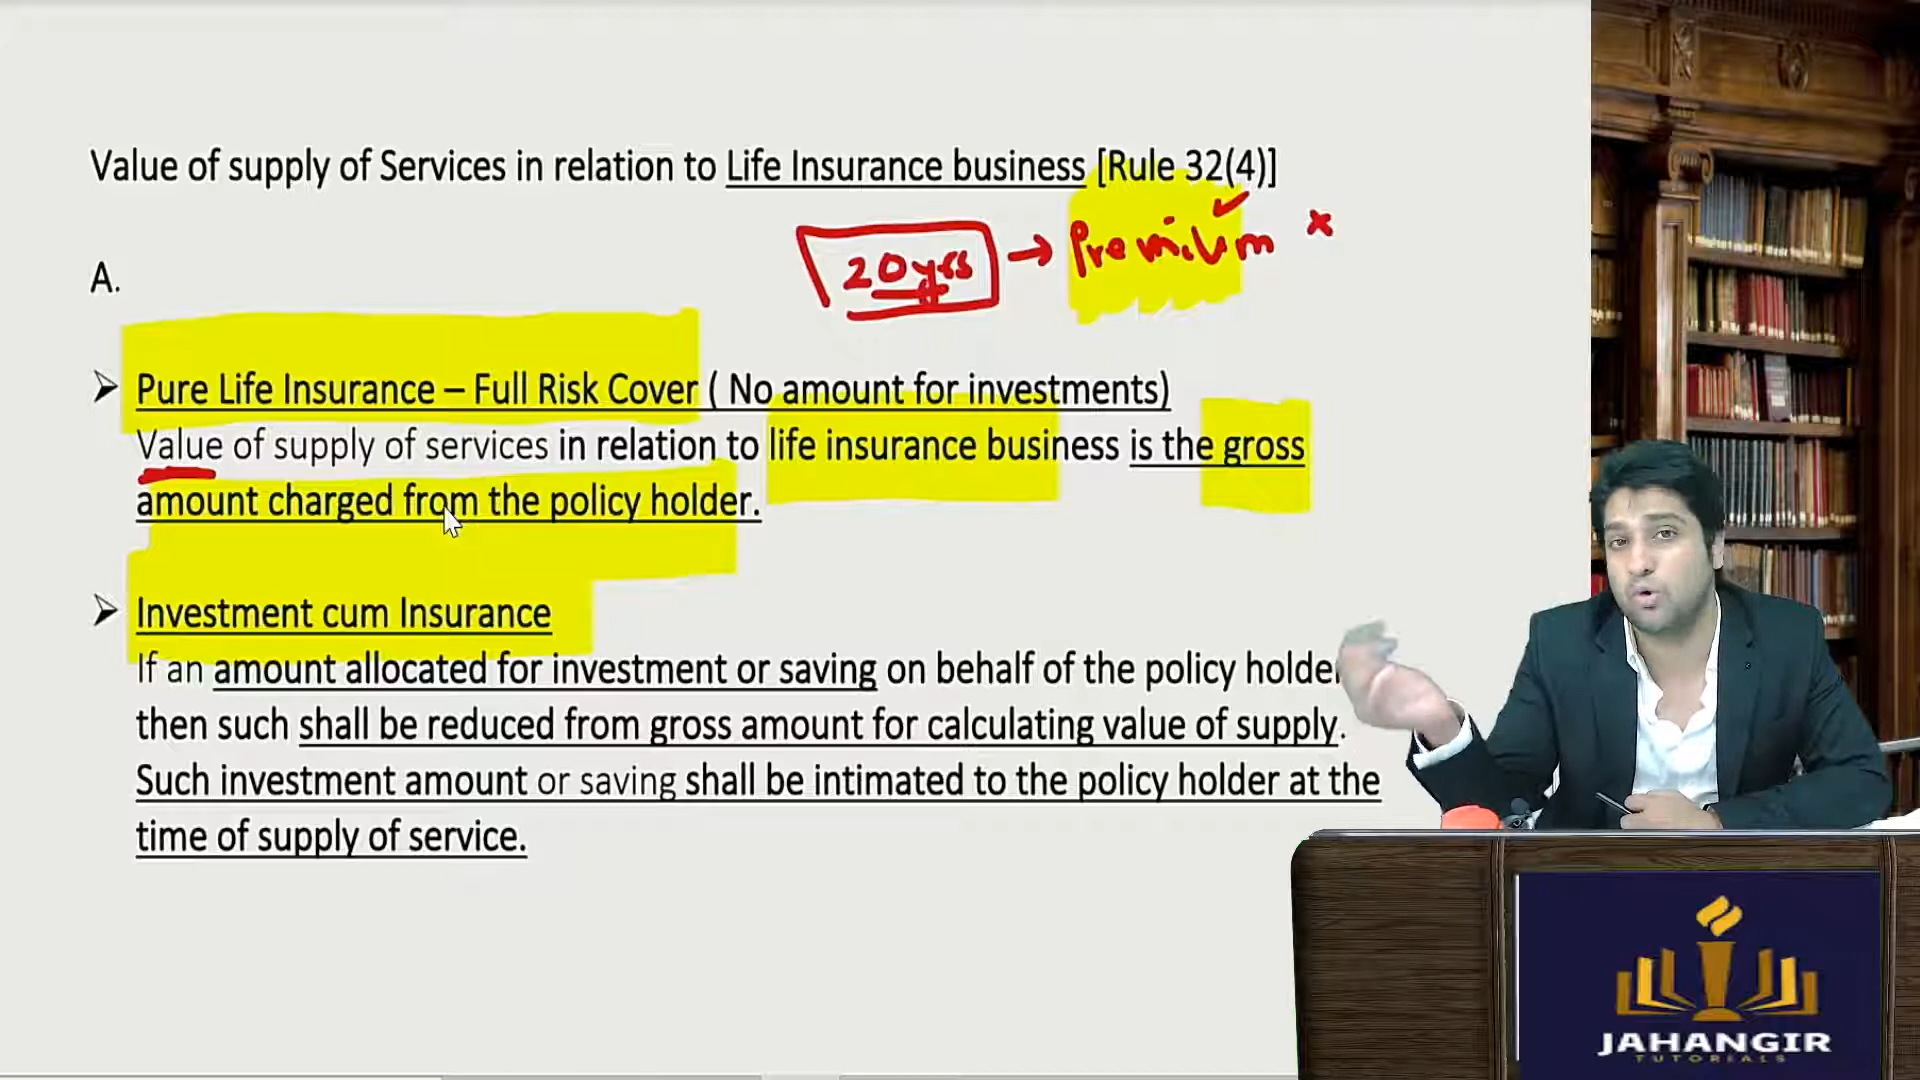 Value of supply of Services in relation to Life Insurance business [Rule 32(4)]
20 yrs → Premium ×
A.
➤ Pure Life Insurance – Full Risk Cover ( No amount for investments)
Value of supply of services in relation to life insurance business is the gross
amount charged from the policy holder.
➤ Investment cum Insurance
If an amount allocated for investment or saving on behalf of the policy holder
then such shall be reduced from gross amount for calculating value of supply.
Such investment amount or saving shall be intimated to the policy holder at the
time of supply of service.
JAHANGIR
TUTORIALS